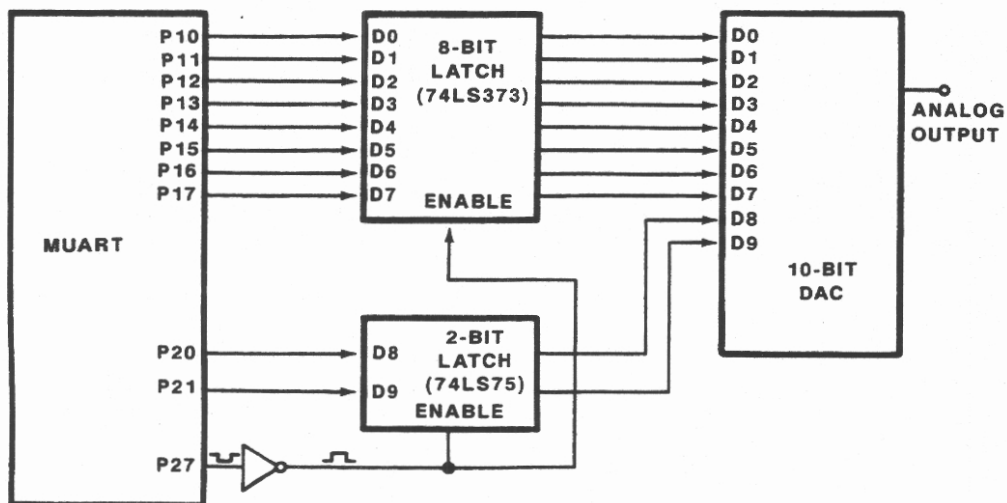 P10
P11
P12
P13
P14
P15
P16
P17
MUART
P20
P21
P27
D0
D1
D2
D3
D4
D5
D6
D7
8-BIT
LATCH
(74LS373)
ENABLE
D8
D9
2-BIT
LATCH
(74LS75)
ENABLE
D0
D1
D2
D3
D4
D5
D6
D7
D8
D9
10-BIT
DAC
ANALOG
OUTPUT